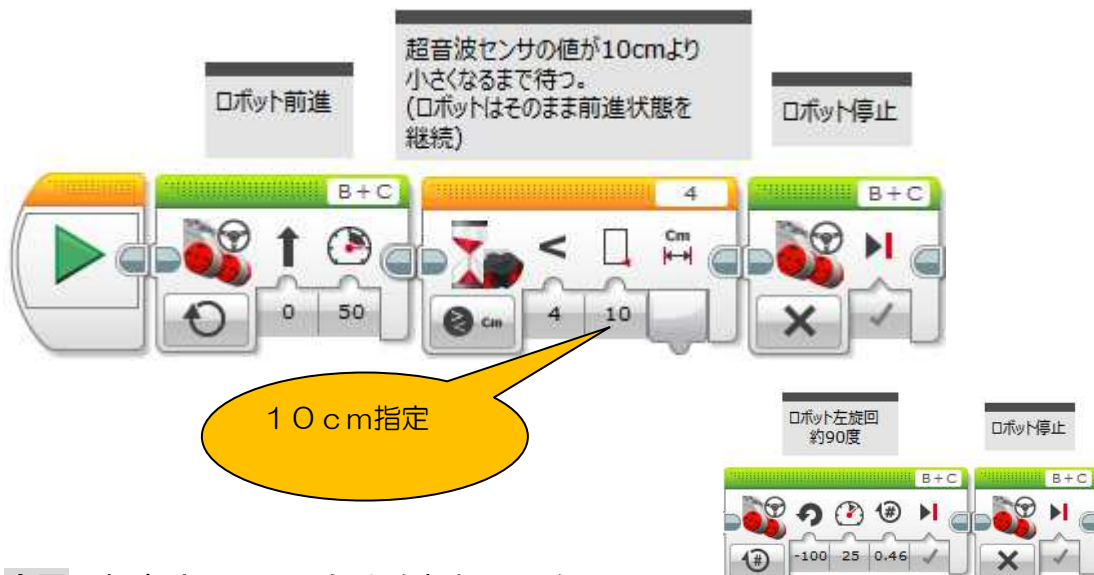 ロボット前進
超音波センサの値が10cmより
小さくなるまで待つ。
(ロボットはそのまま前進状態を
継続)
ロボット停止
B+C
4
B+C
Cm
0
50
Cm
4
10
10cm指定
ロボット左旋回
約90度
ロボット停止
B+C
B+C
#
#
-100
25
0.46